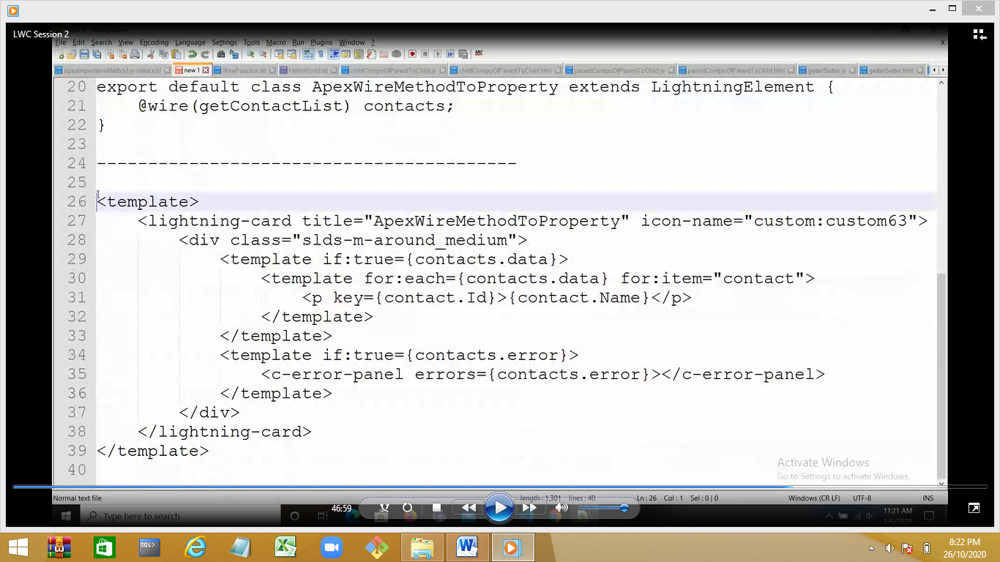 LWC Session 2
File Edit Search View Encoding Language Settings Tools Macro Run Plugins Window ? X
apexImperativeMethod.js-meta.xml new 1 WireFunction.txt HelloWorld.txt childCompoOfParentToChild.js childCompoOfParentToChild.html parentCompoOfParentToChild.js parentCompoOfParentToChild.html getterSetter.js getterSetter.html
20 export default class ApexWireMethodToProperty extends LightningElement {
21 @wire(getContactList) contacts;
22 }
23
24 -----------------------------------------
25
26 <template>
27 <lightning-card title="ApexWireMethodToProperty" icon-name="custom:custom63">
28 <div class="slds-m-around_medium">
29 <template if:true={contacts.data}>
30 <template for:each={contacts.data} for:item="contact">
31 <p key={contact.Id}>{contact.Name}</p>
32 </template>
33 </template>
34 <template if:true={contacts.error}>
35 <c-error-panel errors={contacts.error}></c-error-panel>
36 </template>
37 </div>
38 </lightning-card>
39 </template>
40
Activate Windows
Go to Settings to activate Windows.
Normal text file length : 1,301 lines : 40 Ln : 26 Col : 1 Sel : 0 | 0 Windows (CR LF) UTF-8 INS
46:59
Type here to search
11:21 AM
5/6/2020
SQL>
8:22 PM
26/10/2020